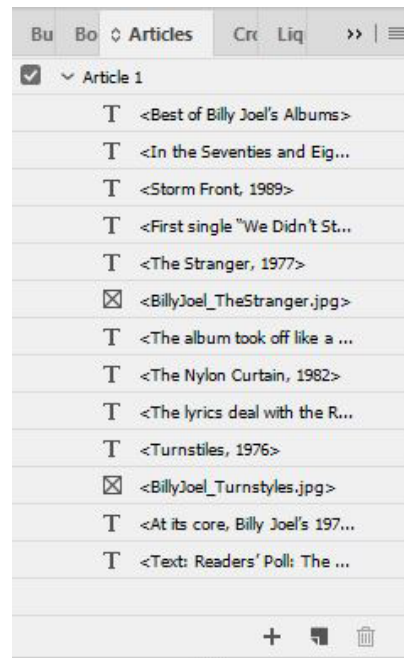 Bu Bo Articles Cre Liq
Article 1
T <Best of Billy Joel's Albums>
T <In the Seventies and Eig...
T <Storm Front, 1989>
T <First single "We Didn't St...
T <The Stranger, 1977>
<BillyJoel_TheStranger.jpg>
T <The album took off like a ...
T <The Nylon Curtain, 1982>
T <The lyrics deal with the R...
T <Turnstiles, 1976>
<BillyJoel_Turnstyles.jpg>
T <At its core, Billy Joel's 197...
T <Text: Readers' Poll: The ...